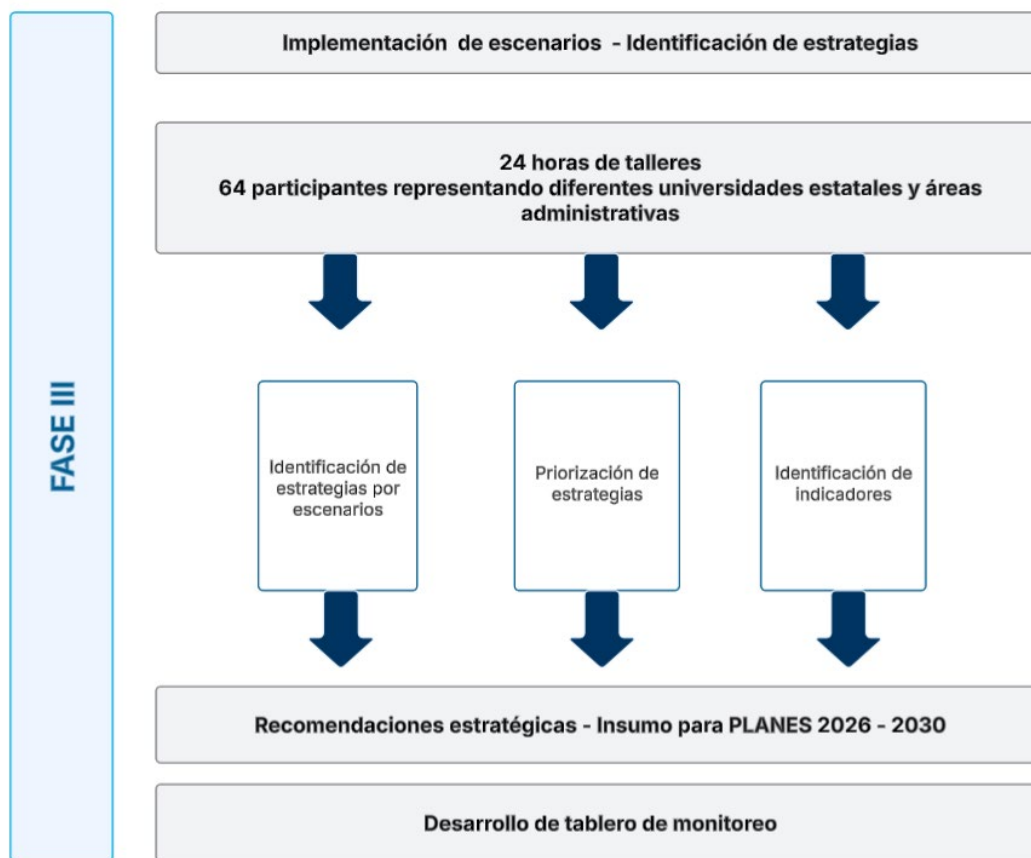 FASE III
Implementación de escenarios - Identificación de estrategias
24 horas de talleres
64 participantes representando diferentes universidades estatales y áreas
administrativas
Identificación de
estrategias por
escenarios
Priorización de
estrategias
Identificación de
indicadores
Recomendaciones estratégicas - Insumo para PLANES 2026 - 2030
Desarrollo de tablero de monitoreo